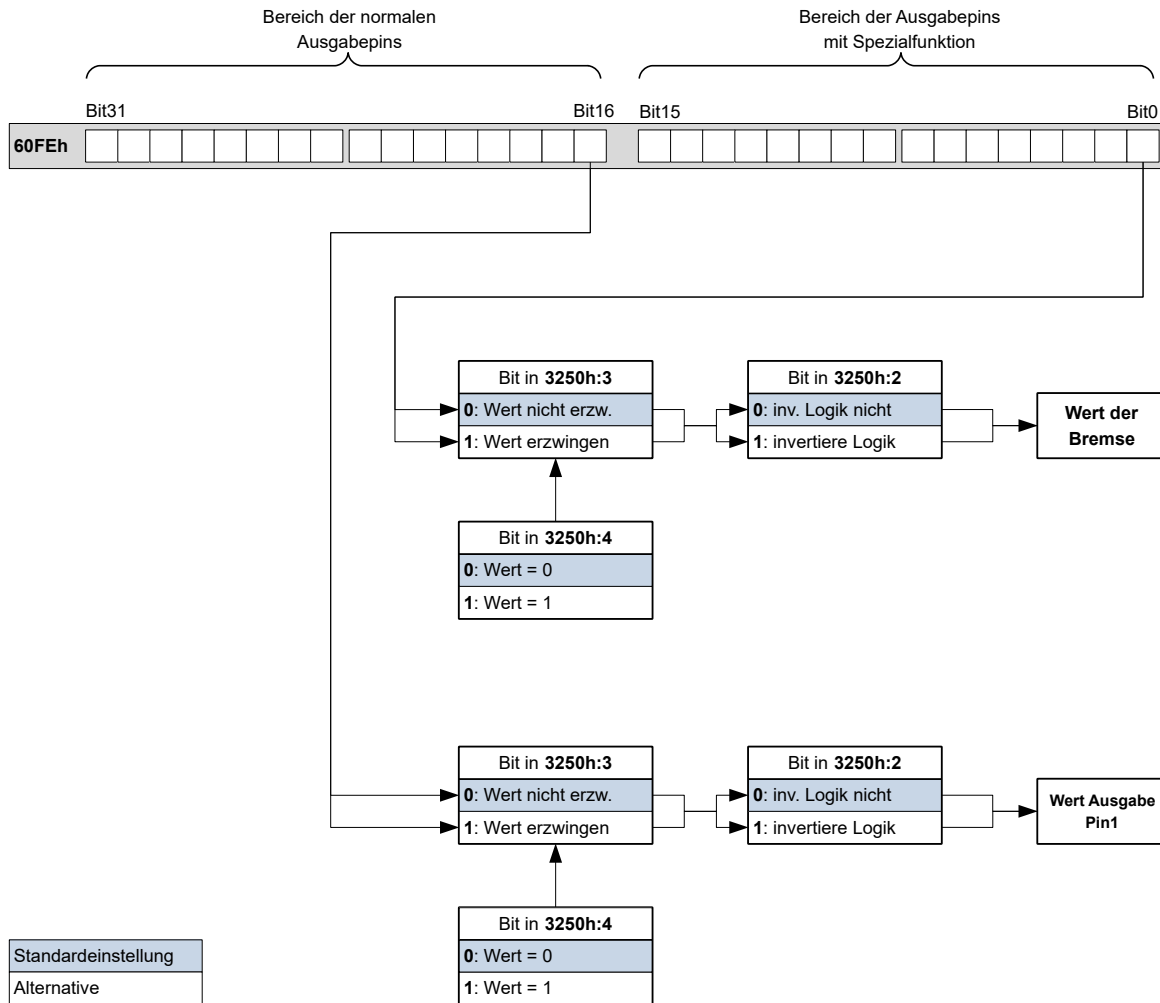 Bereich der normalen
Ausgabepins
Bereich der Ausgabepins
mit Spezialfunktion
Bit31
Bit16
Bit15
Bit0
60FEh
Bit in 3250h:3
0: Wert nicht erzw.
1: Wert erzwingen
Bit in 3250h:2
0: inv. Logik nicht
1: invertiere Logik
Wert der
Bremse
Bit in 3250h:4
0: Wert = 0
1: Wert = 1
Bit in 3250h:3
0: Wert nicht erzw.
1: Wert erzwingen
Bit in 3250h:2
0: inv. Logik nicht
1: invertiere Logik
Wert Ausgabe
Pin1
Bit in 3250h:4
0: Wert = 0
1: Wert = 1
Standardeinstellung
Alternative